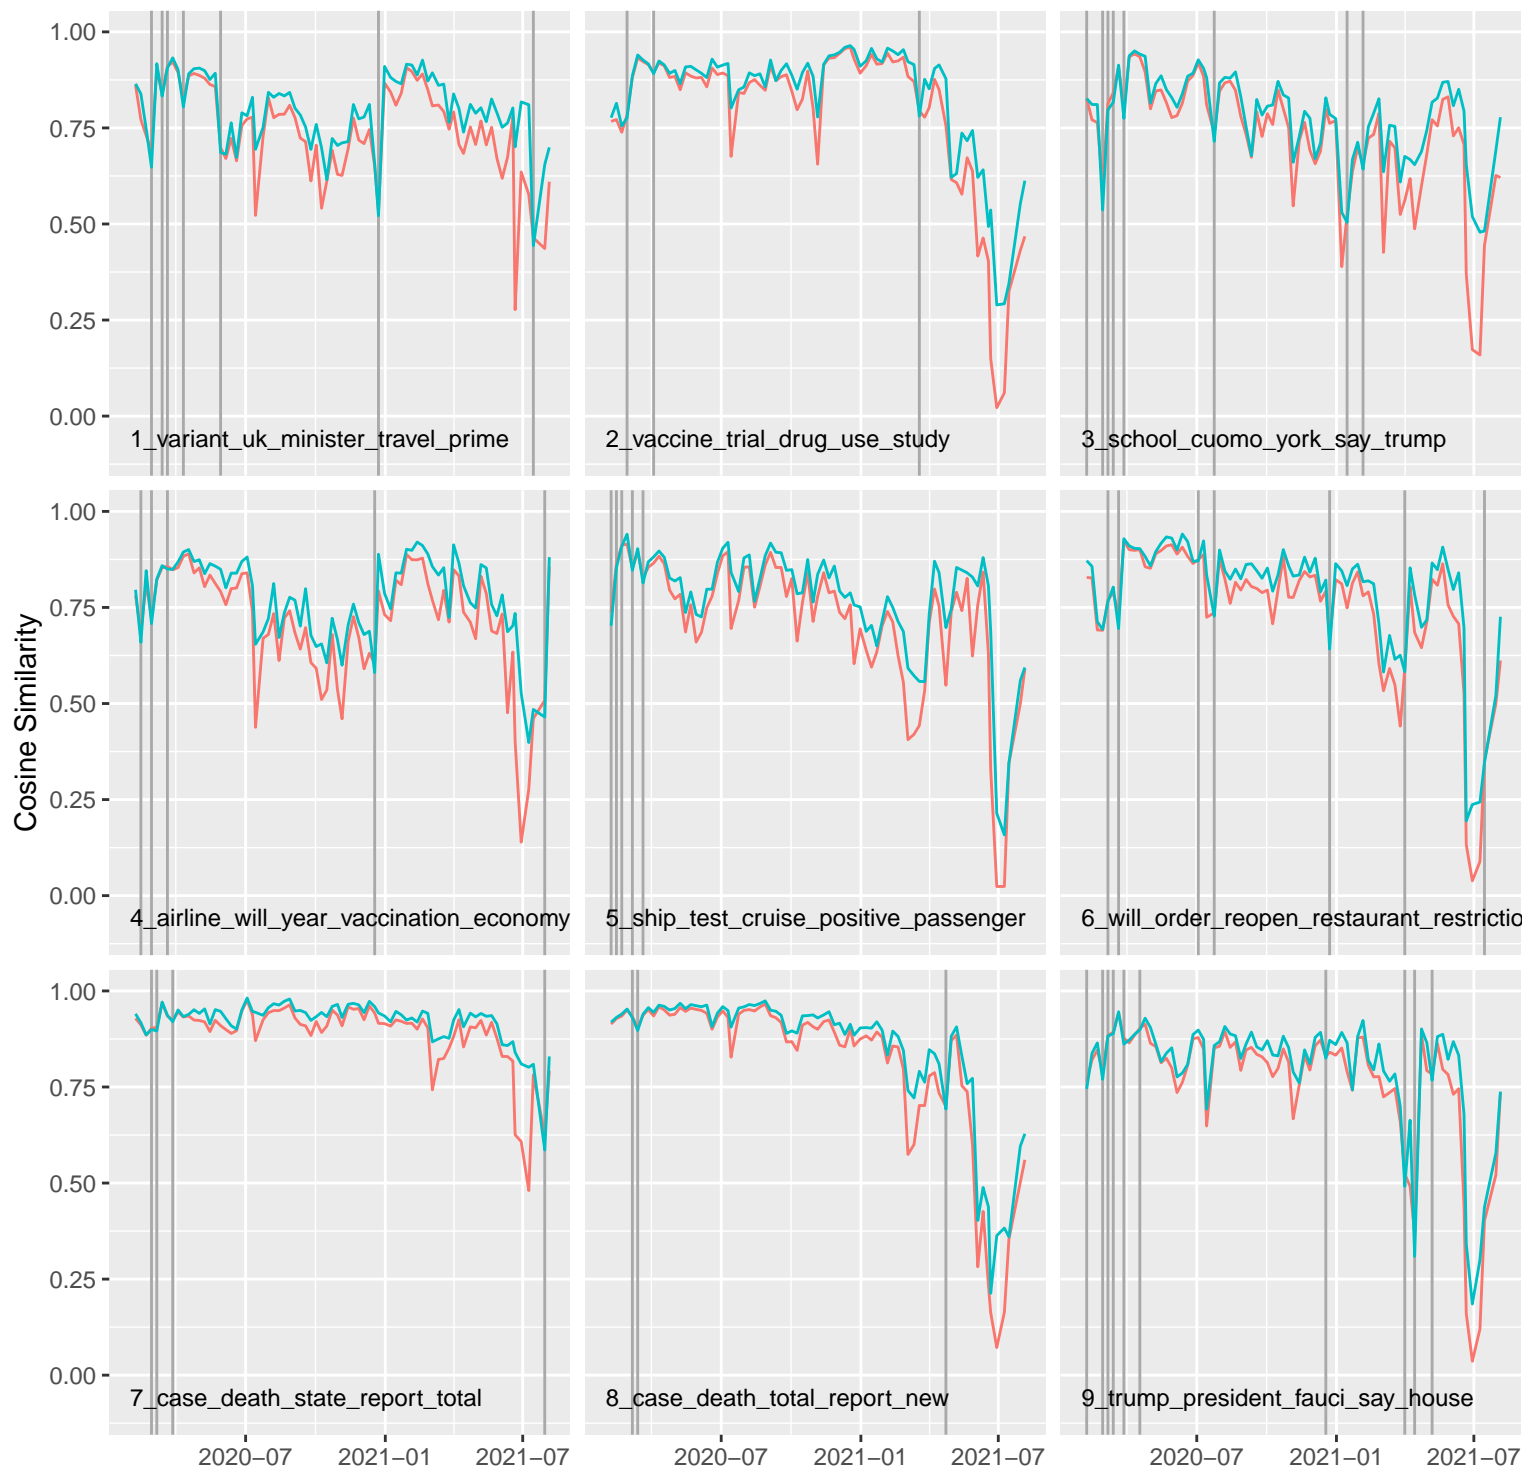 1.00
0.75
0.50
0.25
0.00
1_variant_uk_minister_travel_prime
2_vaccine_trial_drug_use_study
3_school_cuomo_york_say_trump
Cosine Similarity
1.00
0.75
0.50
0.25
0.00
4_airline_will_year_vaccination_economy
5_ship_test_cruise_positive_passenger
6_will_order_reopen_restaurant_restrictio
1.00
0.75
0.50
0.25
0.00
7_case_death_state_report_total
8_case_death_total_report_new
9_trump_president_fauci_say_house
2020−07 2021−01 2021−07
2020−07 2021−01 2021−07
2020−07 2021−01 2021−07